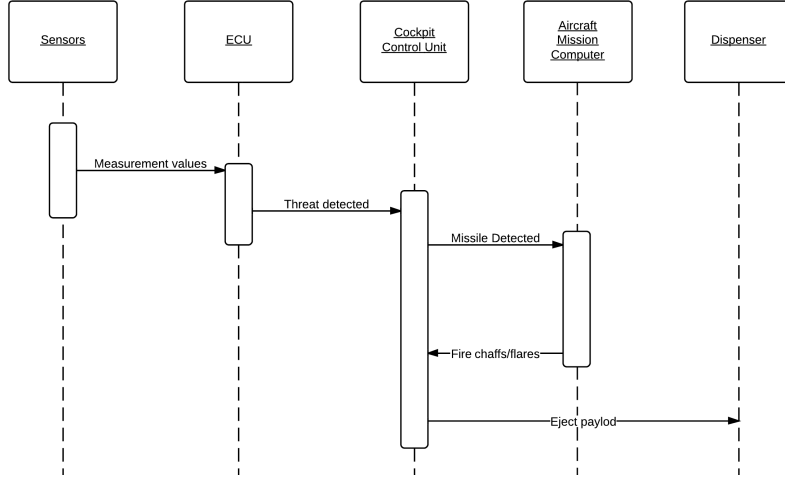 Sensors
ECU
Cockpit
Control Unit
Aircraft
Mission
Computer
Dispenser
Measurement values
Threat detected
Missile Detected
Fire chaffs/flares
Eject paylod